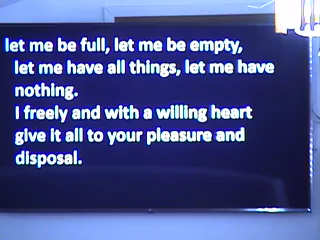 let me be full, let me be empty,
let me have all things, let me have
nothing.
I freely and with a willing heart
give it all to your pleasure and
disposal.